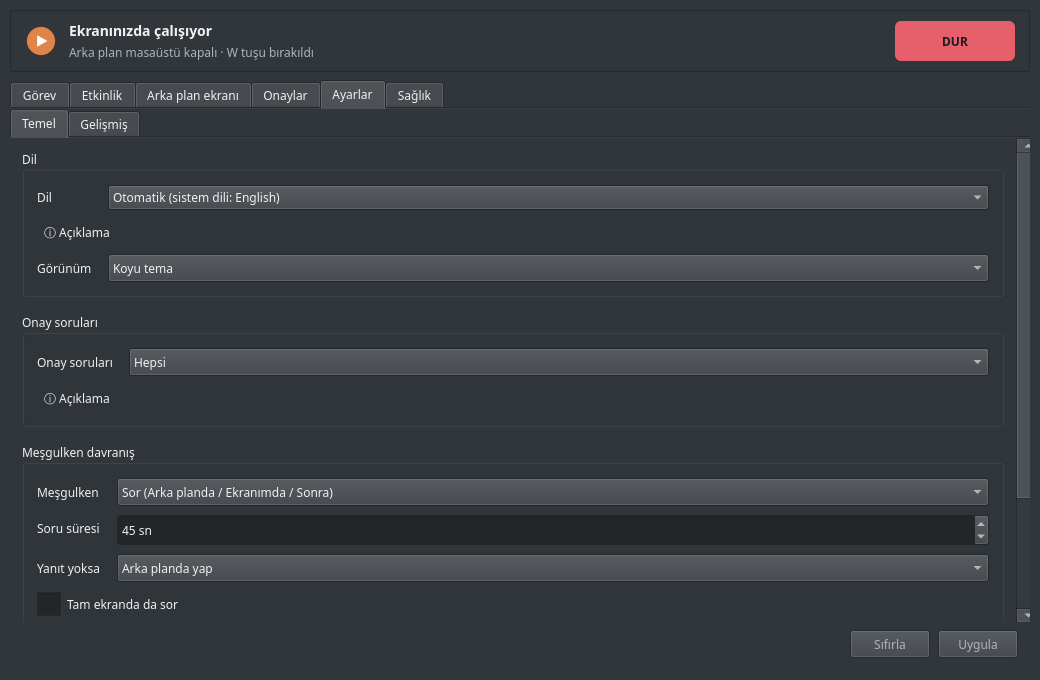 Ekranınızda çalışıyor
Arka plan masaüstü kapalı · W tuşu bırakıldı
DUR
Görev Etkinlik Arka plan ekranı Onaylar Ayarlar Sağlık
Temel Gelişmiş
Dil
Dil Otomatik (sistem dili: English)
ⓘ Açıklama
Görünüm Koyu tema
Onay soruları
Onay soruları Hepsi
ⓘ Açıklama
Meşgulken davranış
Meşgulken Sor (Arka planda / Ekranımda / Sonra)
Soru süresi 45 sn
Yanıt yoksa Arka planda yap
Tam ekranda da sor
Sıfırla Uygula